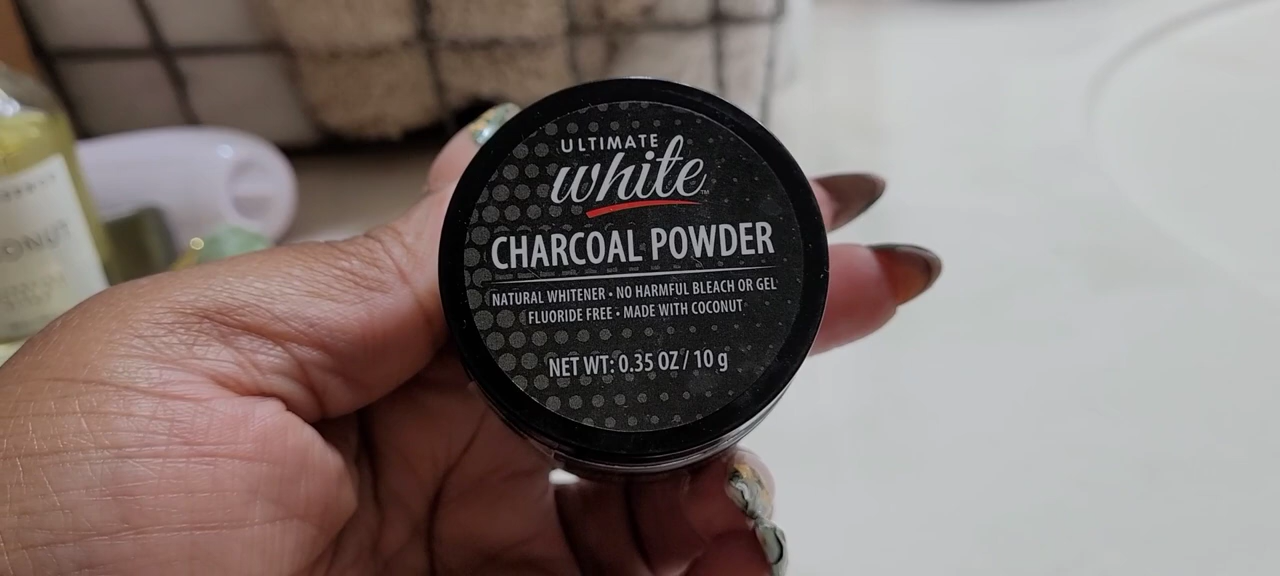 ULTIMATE
white™
CHARCOAL POWDER
NATURAL WHITENER • NO HARMFUL BLEACH OR GEL
FLUORIDE FREE • MADE WITH COCONUT
NET WT: 0.35 OZ / 10 g